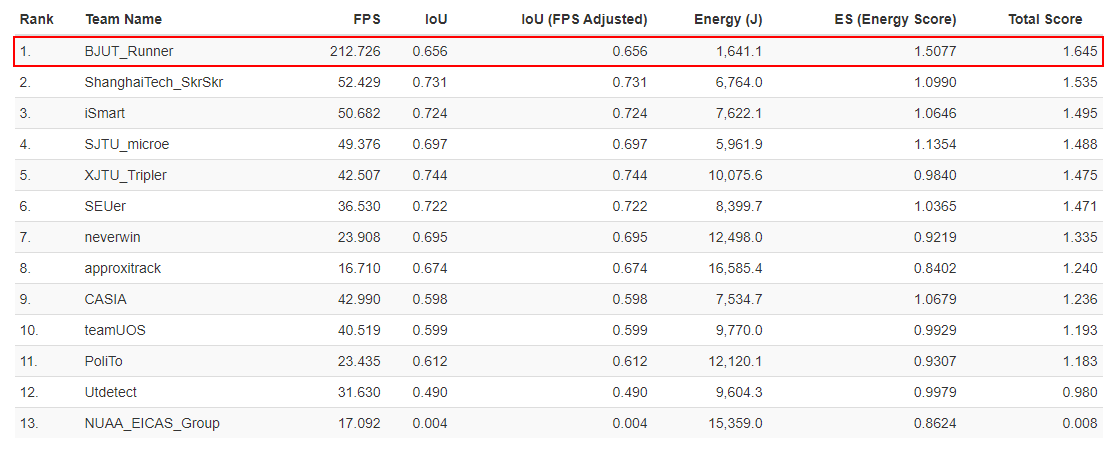 Rank Team Name FPS IoU IoU (FPS Adjusted) Energy (J) ES (Energy Score) Total Score
1. BJUT_Runner 212.726 0.656 0.656 1,641.1 1.5077 1.645
2. ShanghaiTech_SkrSkr 52.429 0.731 0.731 6,764.0 1.0990 1.535
3. iSmart 50.682 0.724 0.724 7,622.1 1.0646 1.495
4. SJTU_microe 49.376 0.697 0.697 5,961.9 1.1354 1.488
5. XJTU_Tripler 42.507 0.744 0.744 10,075.6 0.9840 1.475
6. SEUer 36.530 0.722 0.722 8,399.7 1.0365 1.471
7. neverwin 23.908 0.695 0.695 12,498.0 0.9219 1.335
8. approxitrack 16.710 0.674 0.674 16,585.4 0.8402 1.240
9. CASIA 42.990 0.598 0.598 7,534.7 1.0679 1.236
10. teamUOS 40.519 0.599 0.599 9,770.0 0.9929 1.193
11. PoliTo 23.435 0.612 0.612 12,120.1 0.9307 1.183
12. Utdetect 31.630 0.490 0.490 9,604.3 0.9979 0.980
13. NUAA_EICAS_Group 17.092 0.004 0.004 15,359.0 0.8624 0.008